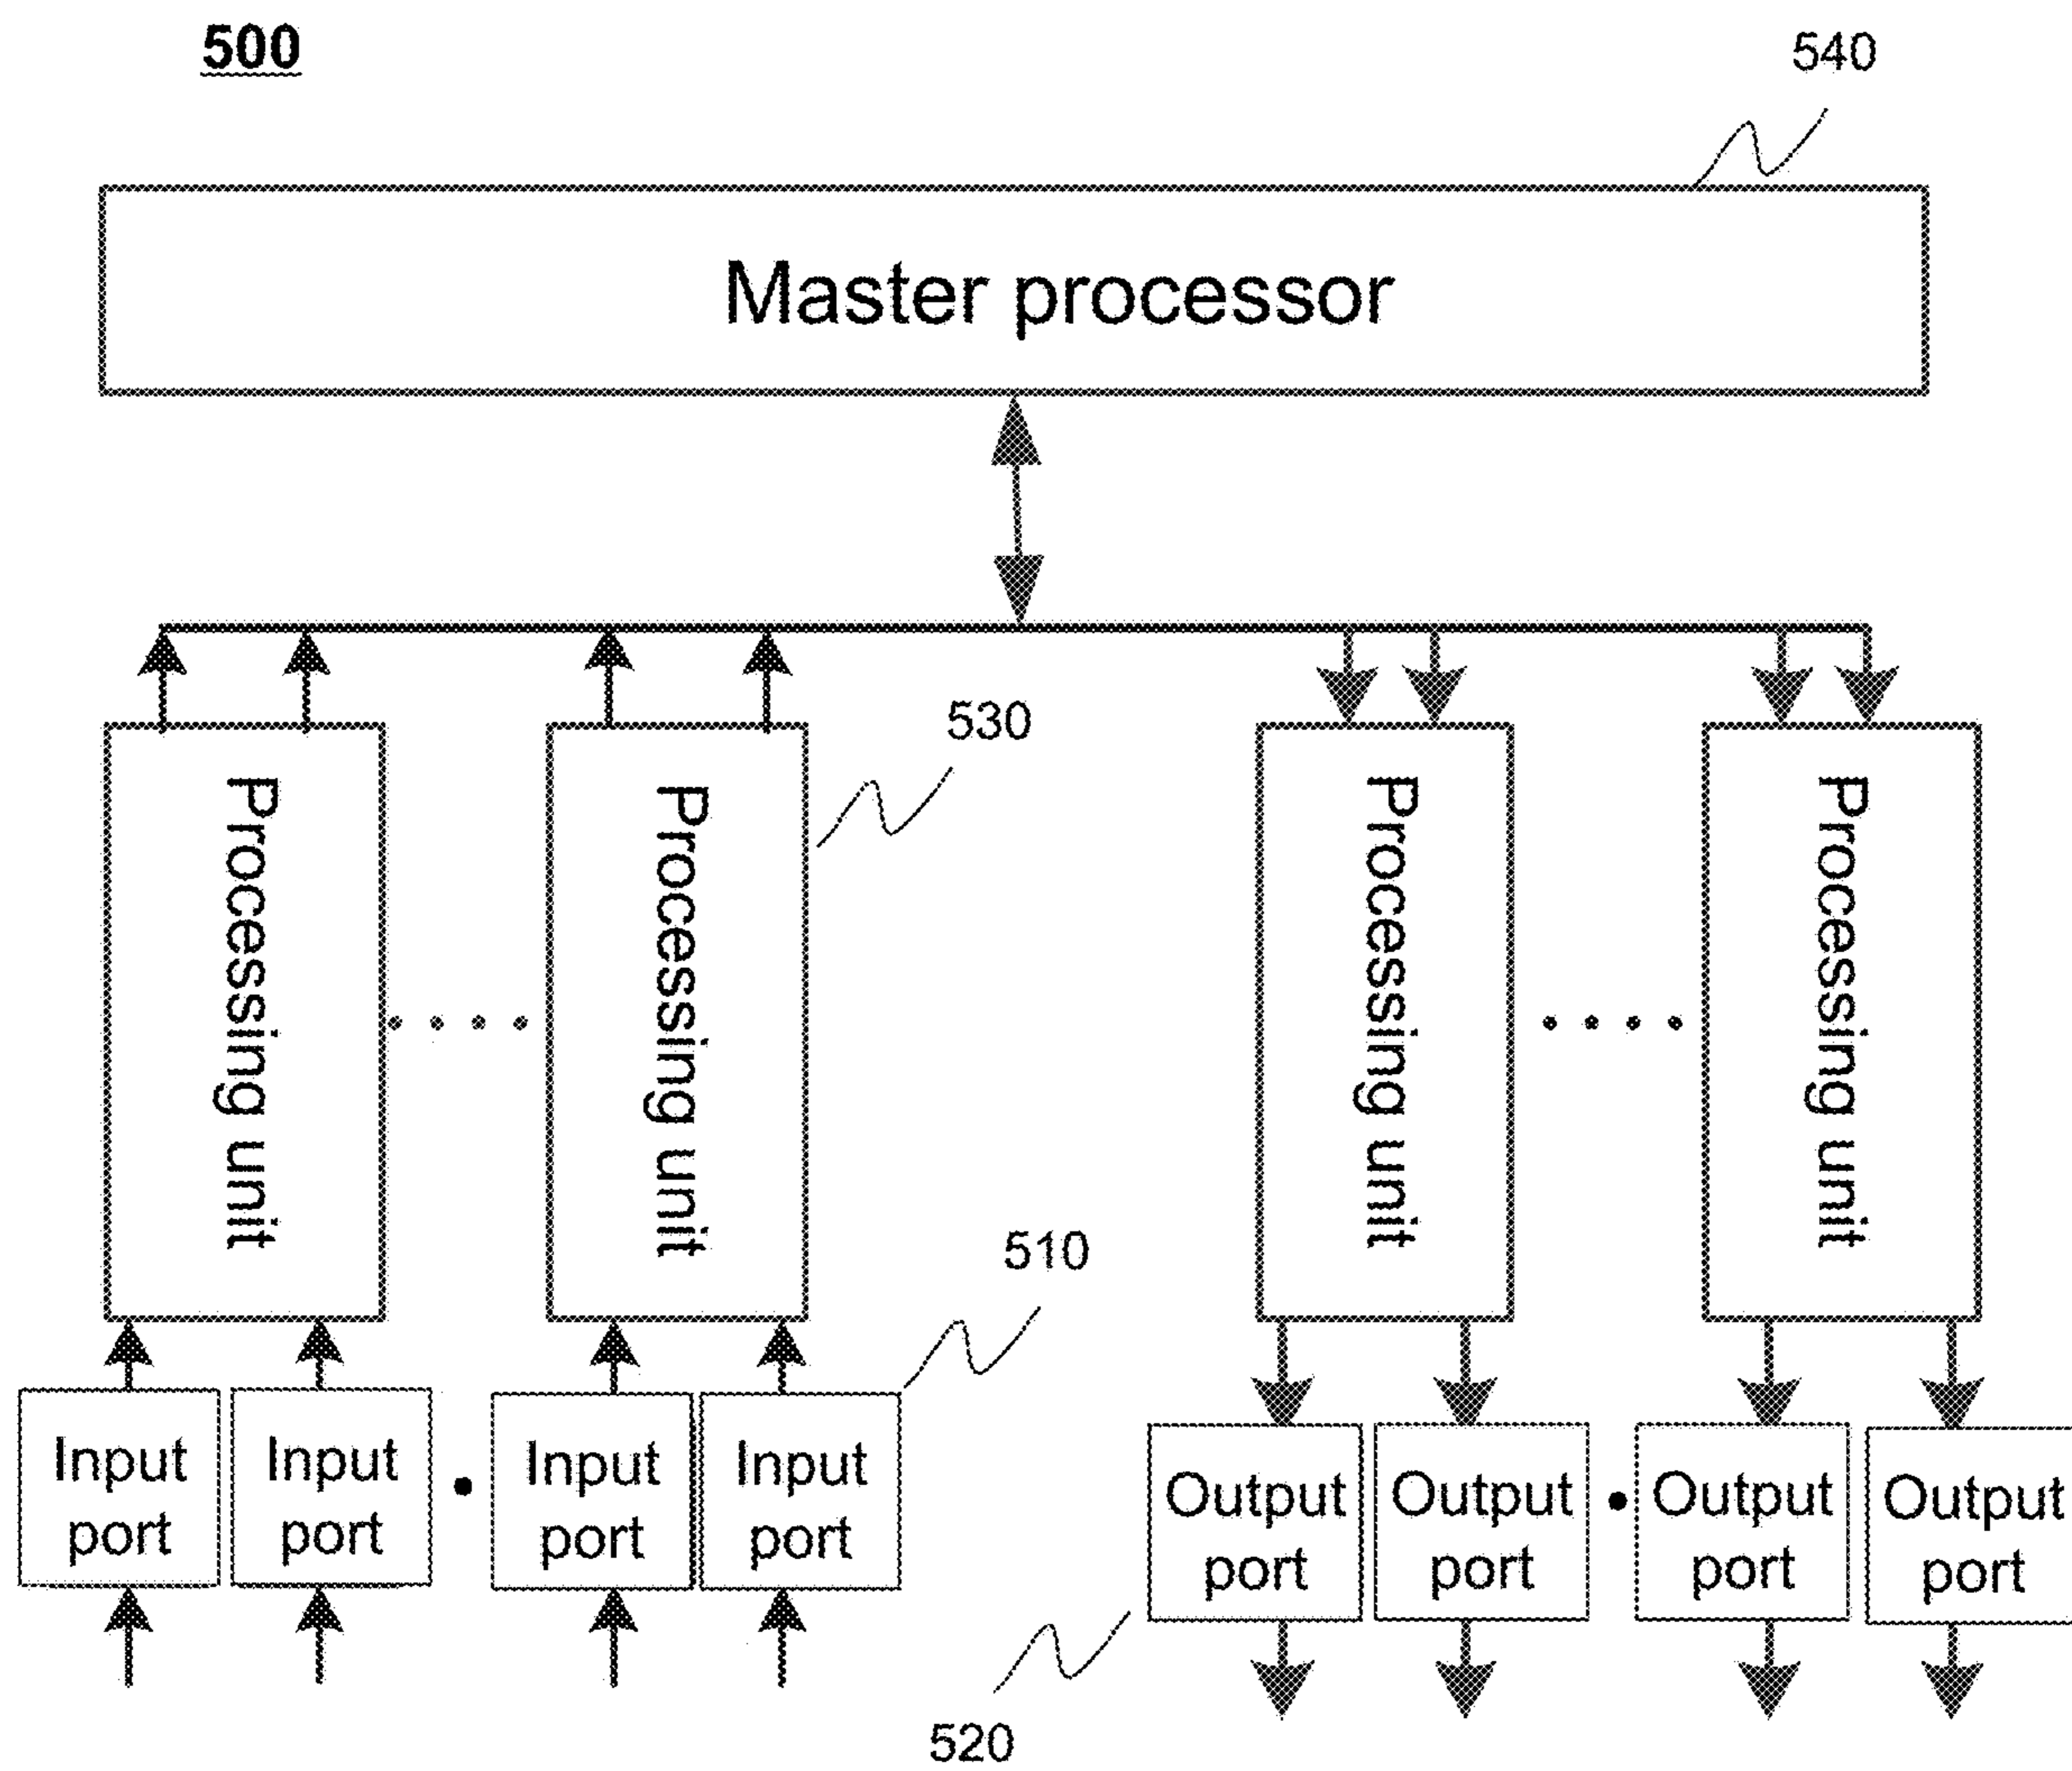 500
540
Master processor
530
Processing unit
Processing unit
Processing unit
Processing unit
510
Input
port
Input
port
Input
port
Input
port
Output
port
Output
port
Output
port
Output
port
520